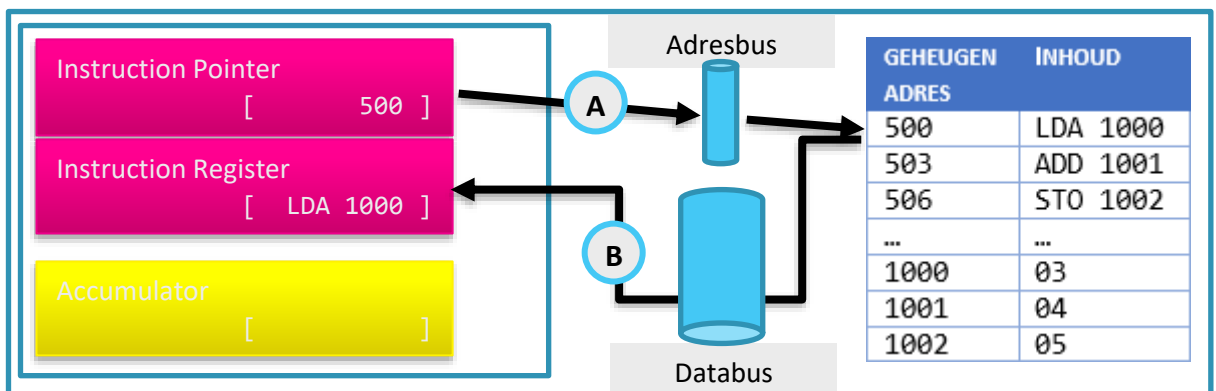 Instruction Pointer
[ 500 ]
Instruction Register
[ LDA 1000 ]
Accumulator
[ ]
A
B
Adresbus
Databus
GEHEUGEN ADRES INHOUD
500 LDA 1000
503 ADD 1001
506 STO 1002
… …
1000 03
1001 04
1002 05